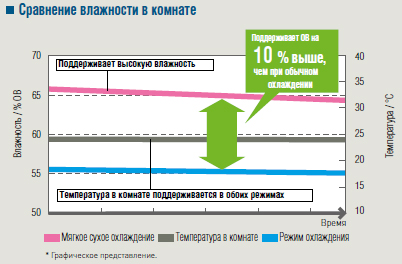 Сравнение влажности в комнате
Поддерживает ОВ на
10 % выше,
чем при обычном
охлаждении
Поддерживает высокую влажность
Температура в комнате поддерживается в обоих режимах
Влажность / % ОВ
70
65
60
55
50
Температура / °C
40
35
30
25
20
15
10
Время
Мягкое сухое охлаждение Температура в комнате Режим охлаждения
* Графическое представление.